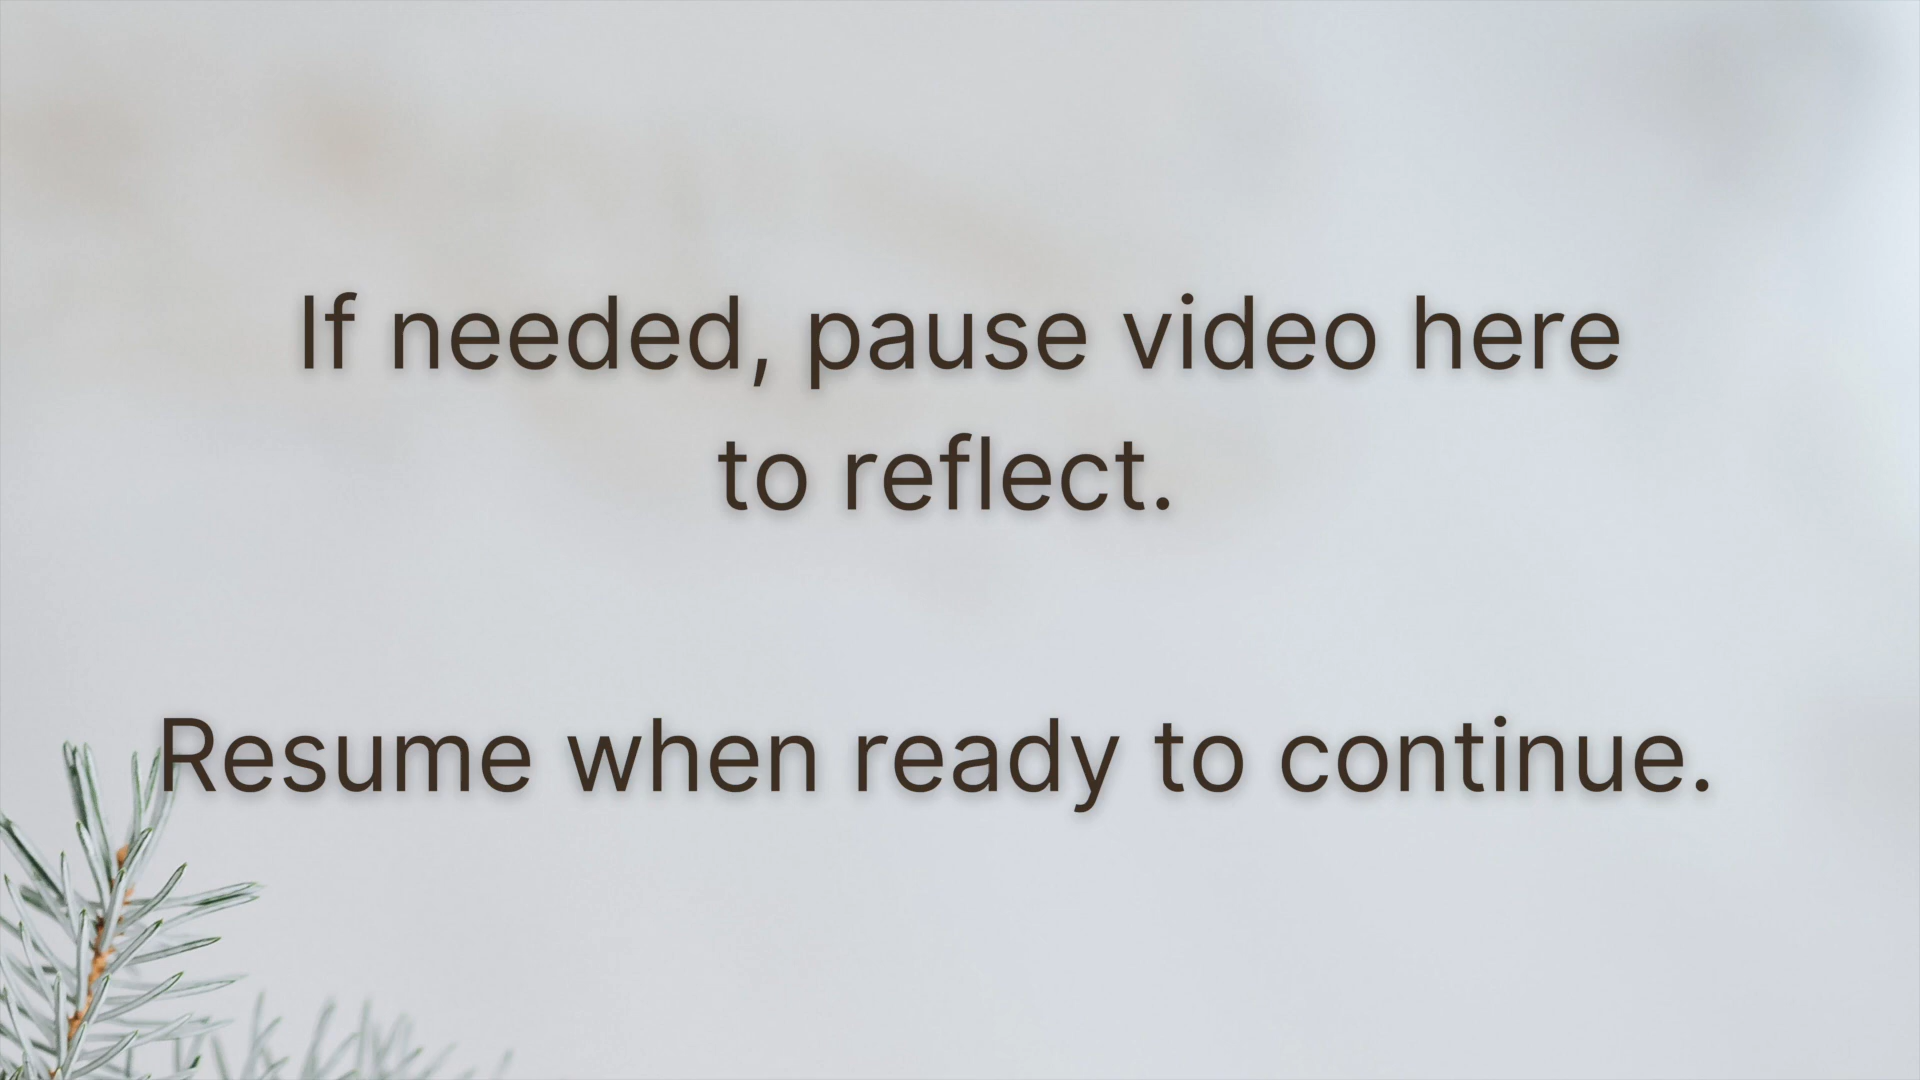 If needed, pause video here
to reflect.
Resume when ready to continue.